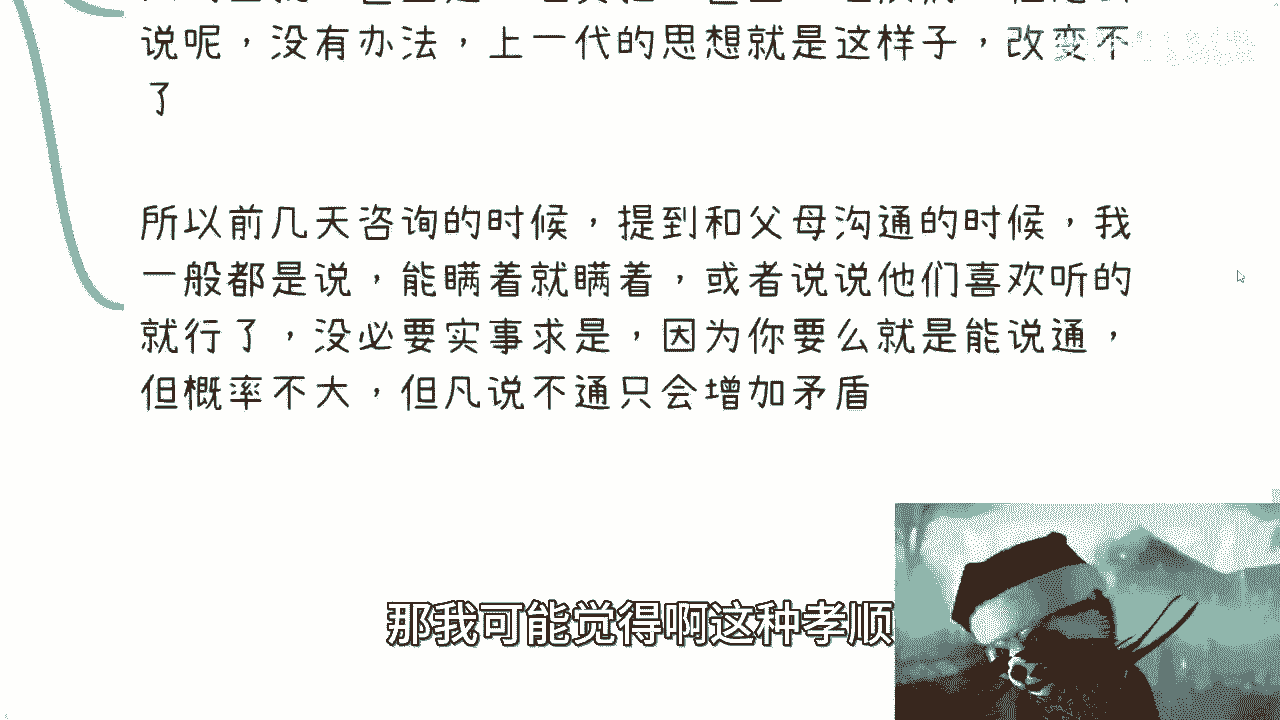 说呢，没有办法，上一代的思想就是这样子，改变不
了
所以前几天咨询的时候，提到和父母沟通的时候，我
一般都是说，能瞒着就瞒着，或者说说他们喜欢听的
就行了，没必要实事求是，因为你要么就是能说通，
但概率不大，但凡说不通只会增加矛盾
那我可能觉得啊这种孝顺